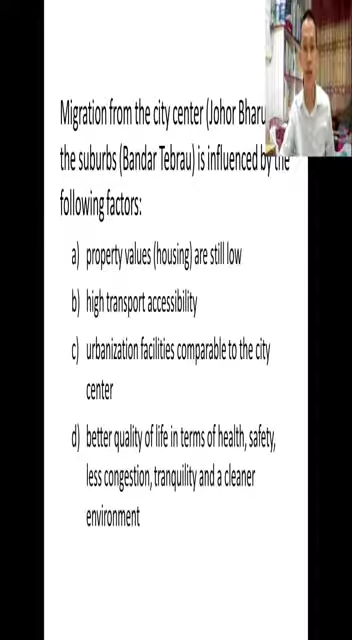 Migration from the city center (Johor Bharu
the suburbs (Bandar Tebrau) is influenced by the
following factors:
a) property values (housing) are still low
b) high transport accessibility
c) urbanization facilities comparable to the city
center
d) better quality of life in terms of health, safety,
less congestion, tranquility and a cleaner
environment